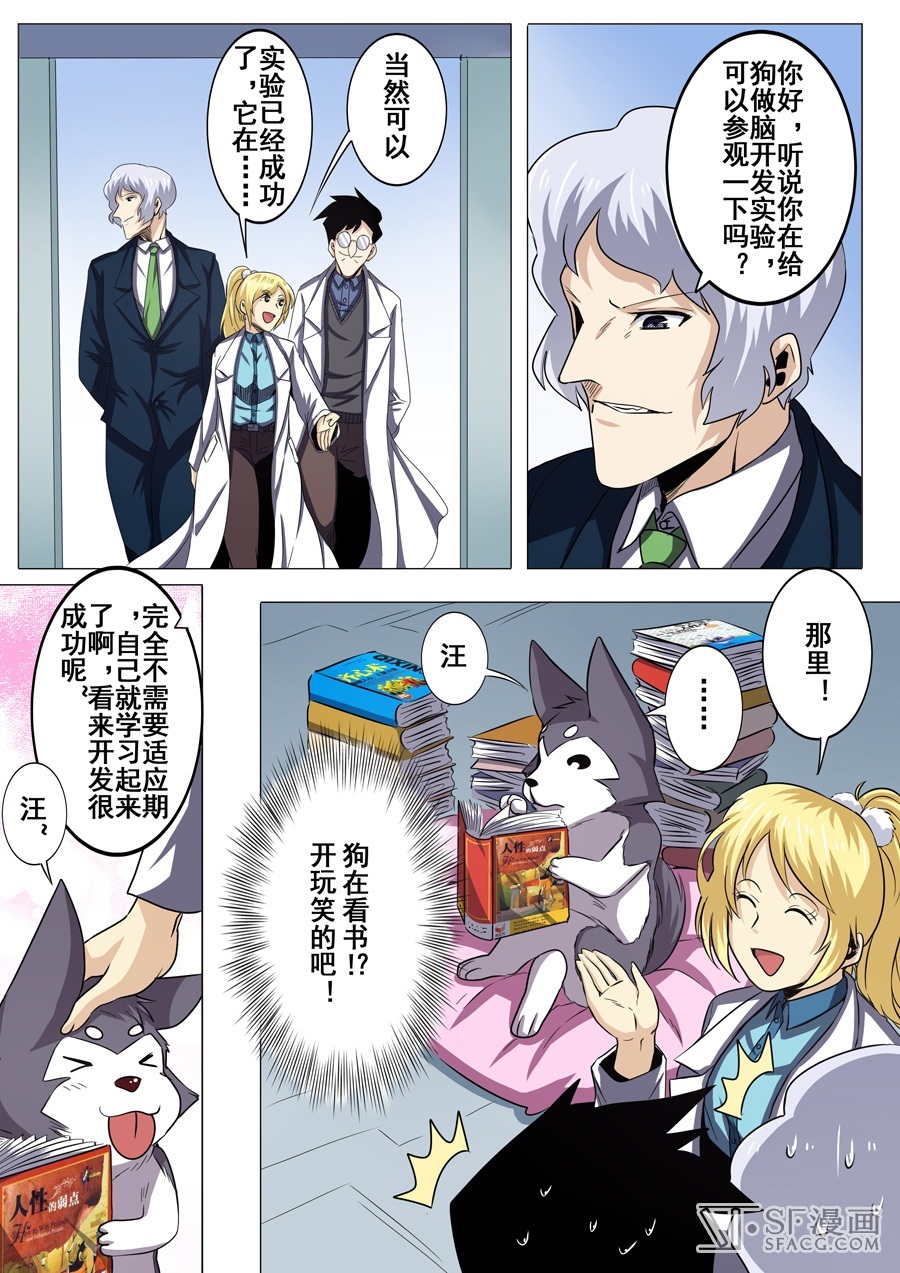 你好，听说你在给
狗做脑开发实验，
可以参观一下吗？
当然可以
实验已经成功
了，它在……
那里！
……
汪
QIXING
人性
的弱点
狗在看书!?
开玩笑的吧！
完全不需要适应期
，自己就学习起来
了啊，看来开发很
成功呢~
汪~
人性的弱点
SF漫画
SFACG.COM